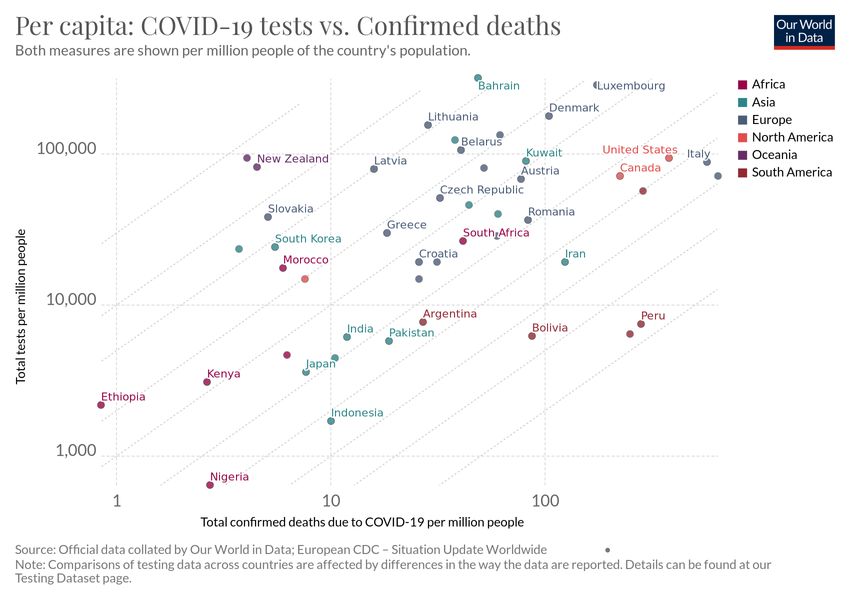 Per capita: COVID-19 tests vs. Confirmed deaths
Both measures are shown per million people of the country's population.
Our World
in Data
Bahrain
Luxembourg
Denmark
Lithuania
Belarus
100,000
New Zealand
Latvia
Kuwait
United States
Italy
Austria
Canada
Czech Republic
Slovakia
Romania
Greece
South Korea
South Africa
Morocco
Croatia
Iran
10,000
Argentina
Peru
India
Pakistan
Bolivia
Japan
Kenya
Ethiopia
Indonesia
1,000
Nigeria
Total tests per million people
1
10
100
Total confirmed deaths due to COVID-19 per million people
Africa
Asia
Europe
North America
Oceania
South America
Source: Official data collated by Our World in Data; European CDC – Situation Update Worldwide
Note: Comparisons of testing data across countries are affected by differences in the way the data are reported. Details can be found at our
Testing Dataset page.